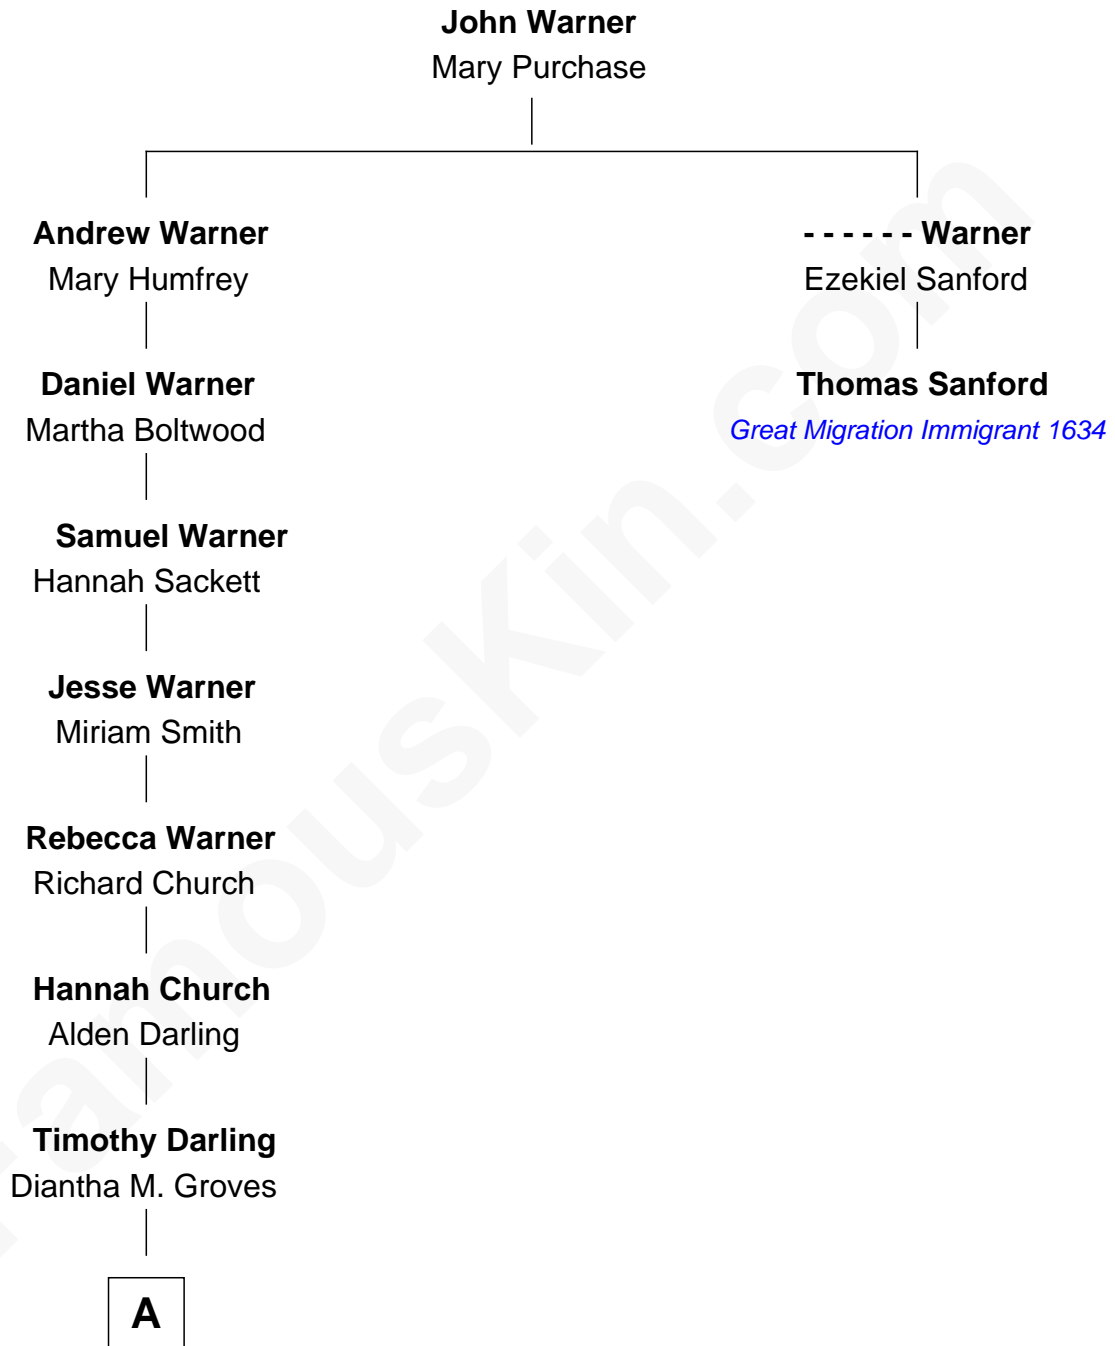 John Warner
Mary Purchase
Andrew Warner
Mary Humfrey
- - - - - - Warner
Ezekiel Sanford
Daniel Warner
Martha Boltwood
Thomas Sanford
Great Migration Immigrant 1634
Samuel Warner
Hannah Sackett
Jesse Warner
Miriam Smith
Rebecca Warner
Richard Church
Hannah Church
Alden Darling
Timothy Darling
Diantha M. Groves
A
FamousKin.com